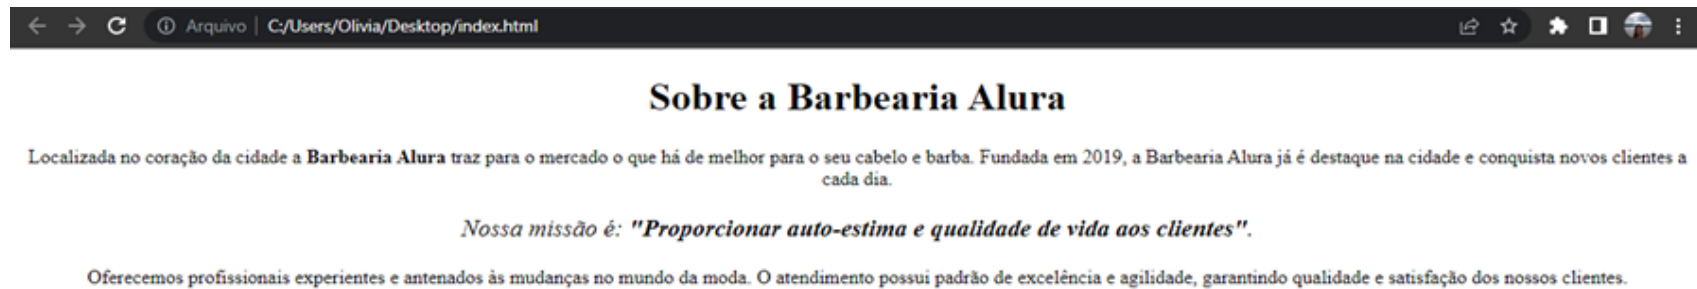 Arquivo | C:/Users/Olivia/Desktop/index.html
Sobre a Barbearia Alura
Localizada no coração da cidade a Barbearia Alura traz para o mercado o que há de melhor para o seu cabelo e barba. Fundada em 2019, a Barbearia Alura já é destaque na cidade e conquista novos clientes a
cada dia.
Nossa missão é: "Proporcionar auto-estima e qualidade de vida aos clientes".
Oferecemos profissionais experientes e antenados às mudanças no mundo da moda. O atendimento possui padrão de excelência e agilidade, garantindo qualidade e satisfação dos nossos clientes.